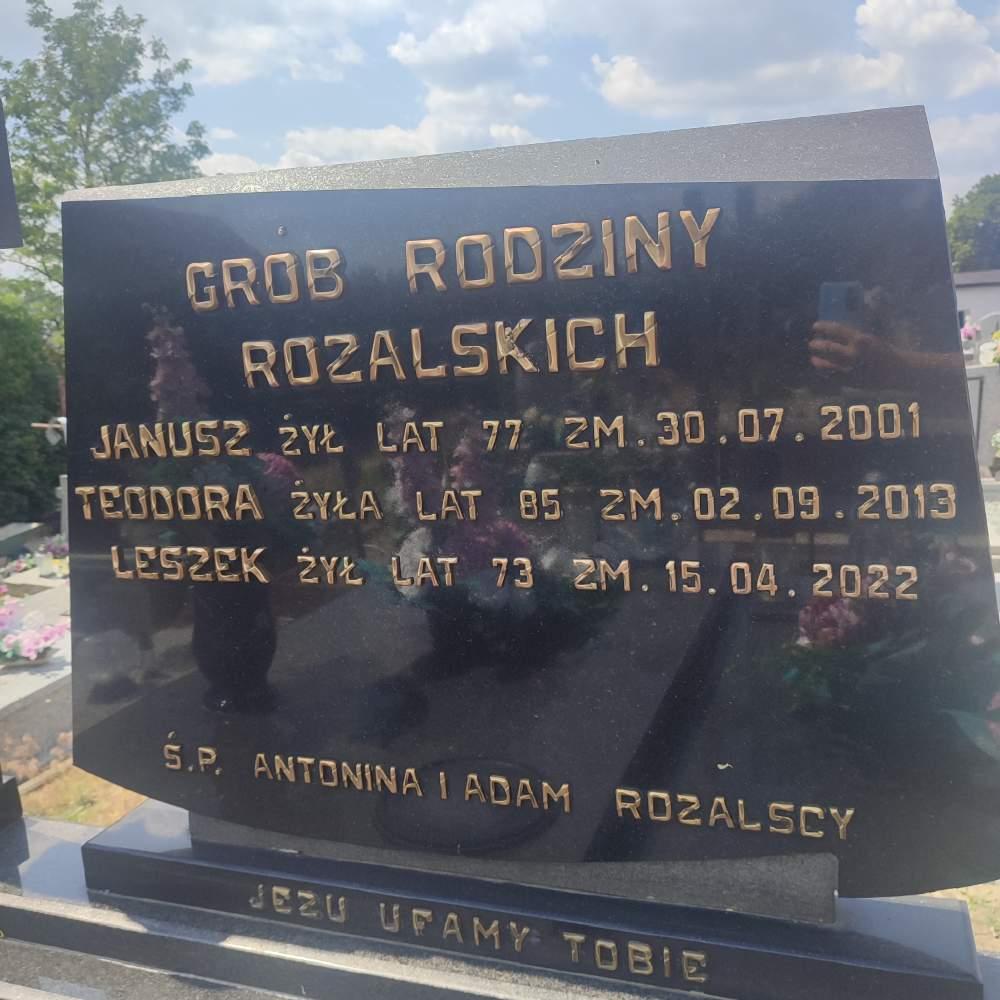 GRÓB RODZINY
ROZALSKICH
JANUSZ ŻYŁ LAT 77 ZM. 30.07.2001
TEODORA ŻYŁA LAT 85 ZM. 02.09.2013
LESZEK ŻYŁ LAT 73 ZM. 15.04.2022
Ś.P. ANTONINA I ADAM ROZALSCY
JEZU UFAMY TOBIE